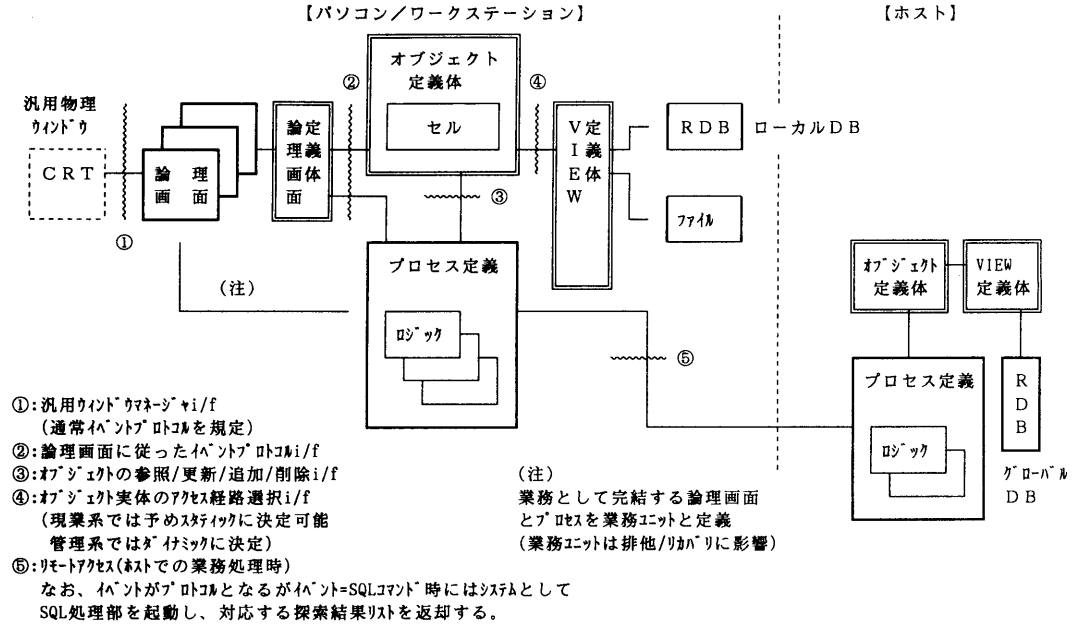 【パソコン／ワークステーション】
【ホスト】
汎用物理
ウィンドウ
CRT
①
論理
画面
論理画面
定義体
②
オブジェクト
定義体
セル
④
③
VIEW
定義体
RDB
ローカルDB
ファイル
(注)
プロセス定義
ロジック
⑤
オブジェクト
定義体
VIEW
定義体
プロセス定義
ロジック
RDB
グローバル
DB
①:汎用ウィンドウマネージャi/f
(通常イベントプロトコルを規定)
②:論理画面に従ったイベントプロトコルi/f
③:オブジェクトの参照/更新/追加/削除i/f
④:オブジェクト実体のアクセス経路選択i/f
(現業系では予めスタティックに決定可能
管理系ではダイナミックに決定)
⑤:リモートアクセス(ホストでの業務処理時)
なお、イベントがプロトコルとなるがイベント=SQLコマンド時にはシステムとして
SQL処理部を起動し、対応する探索結果リストを返却する。
(注)
業務として完結する論理画面
とプロセスを業務ユニットと定義
(業務ユニットは排他/リカバリに影響)